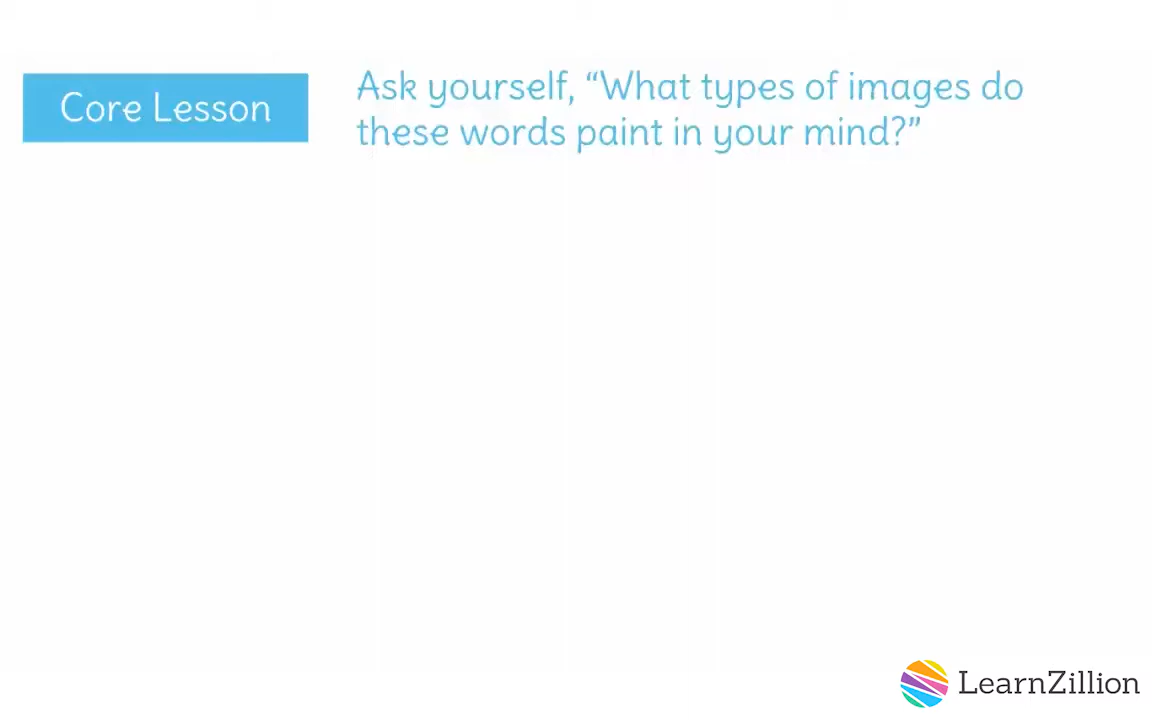 Core Lesson
Ask yourself, “What types of images do
these words paint in your mind?”
LearnZillion